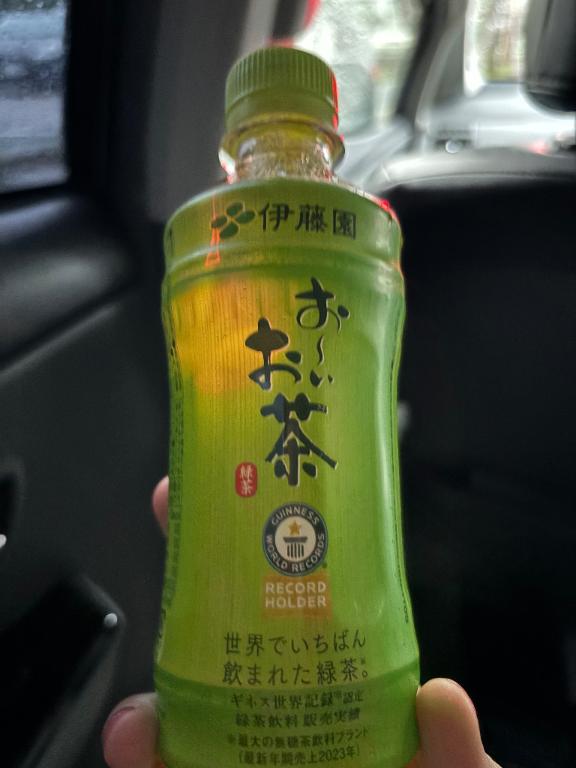 伊藤園
お～い
お茶
緑茶
GUINNESS
WORLD RECORDS
RECORD
HOLDER
世界でいちばん
飲まれた緑茶。※
ギネス世界記録™認定
緑茶飲料 販売実績
※最大の無糖茶飲料ブランド
(最新年間売上2023年)